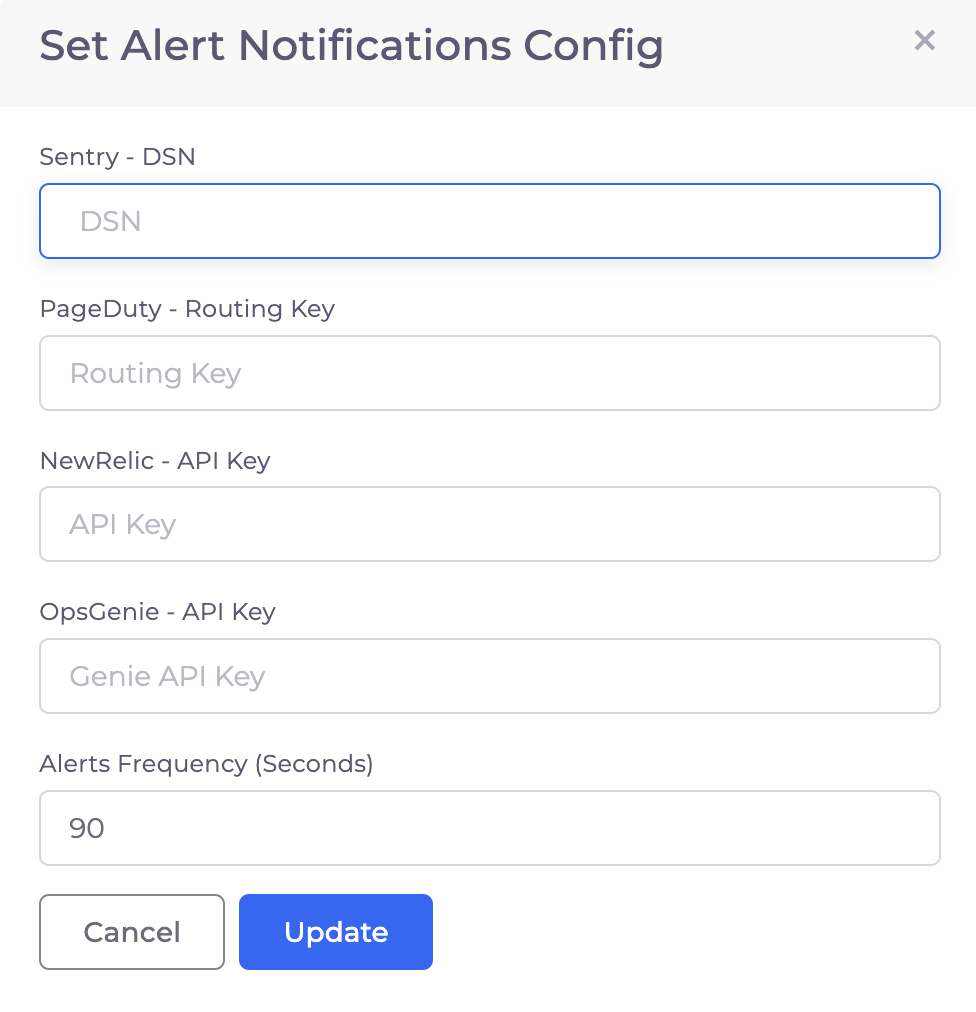 Set Alert Notifications Config
×
Sentry - DSN
DSN
PageDuty - Routing Key
Routing Key
NewRelic - API Key
API Key
OpsGenie - API Key
Genie API Key
Alerts Frequency (Seconds)
90
Cancel Update